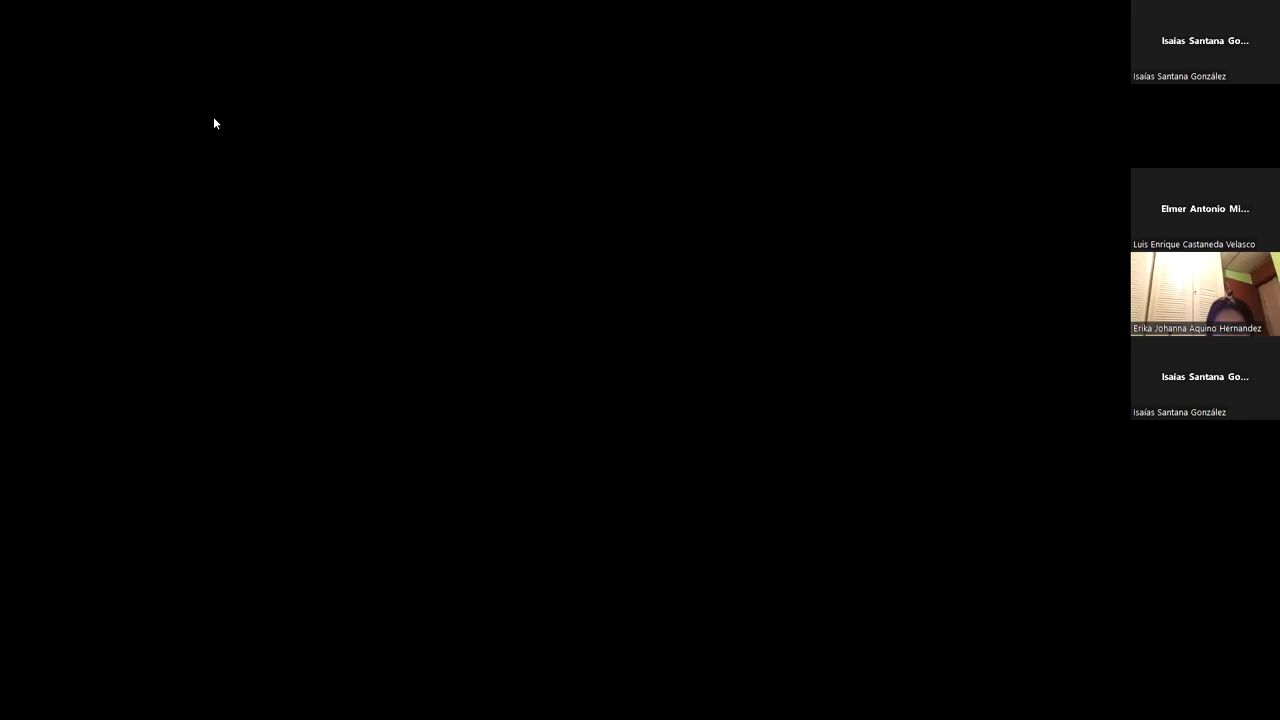 Isaías Santana Go...
Isaías Santana González
Elmer Antonio Mi...
Luis Enrique Castaneda Velasco
Erika Johanna Aquino Hernandez
Isaías Santana Go...
Isaías Santana González